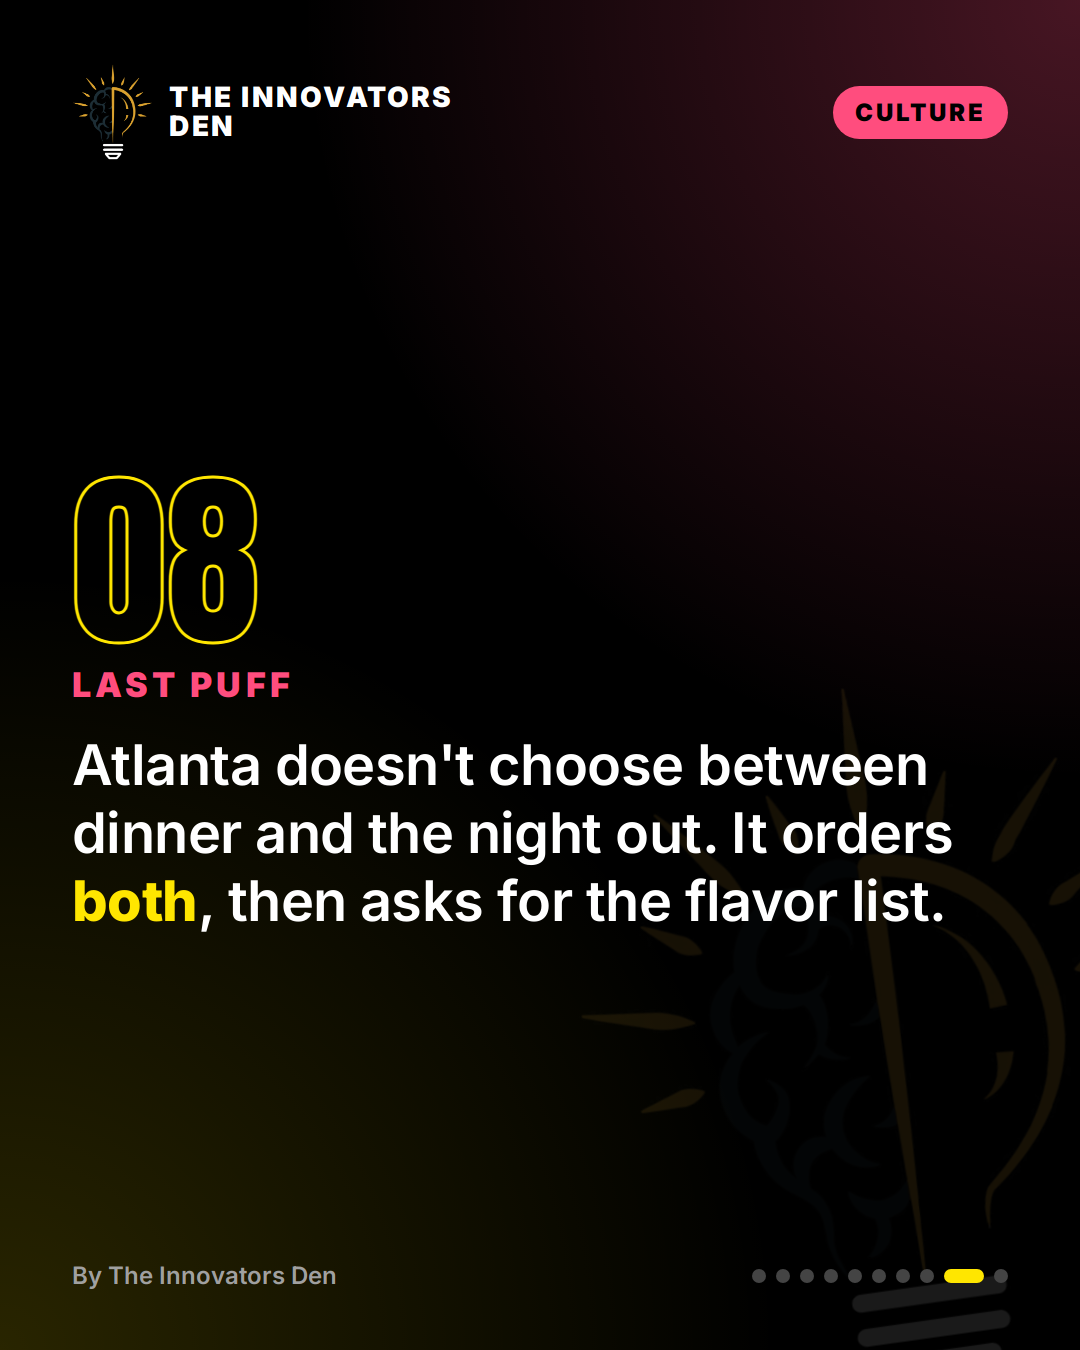 THE INNOVATORS
DEN
CULTURE
08
LAST PUFF
Atlanta doesn't choose between
dinner and the night out. It orders
both, then asks for the flavor list.
By The Innovators Den